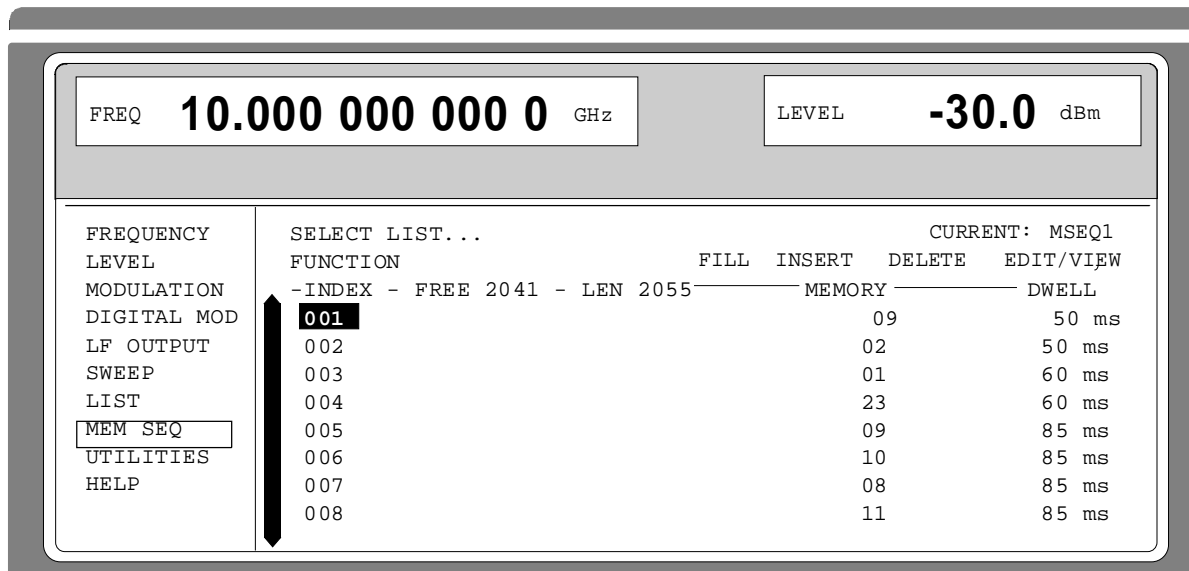 FREQ 10.000 000 000 0 GHz LEVEL -30.0 dBm
FREQUENCY
LEVEL
MODULATION
DIGITAL MOD
LF OUTPUT
SWEEP
LIST
MEM SEQ
UTILITIES
HELP
SELECT LIST... CURRENT: MSEQ1
FUNCTION FILL INSERT DELETE EDIT/VIEW
-INDEX - FREE 2041 - LEN 2055 MEMORY DWELL
001 09 50 ms
002 02 50 ms
003 01 60 ms
004 23 60 ms
005 09 85 ms
006 10 85 ms
007 08 85 ms
008 11 85 ms